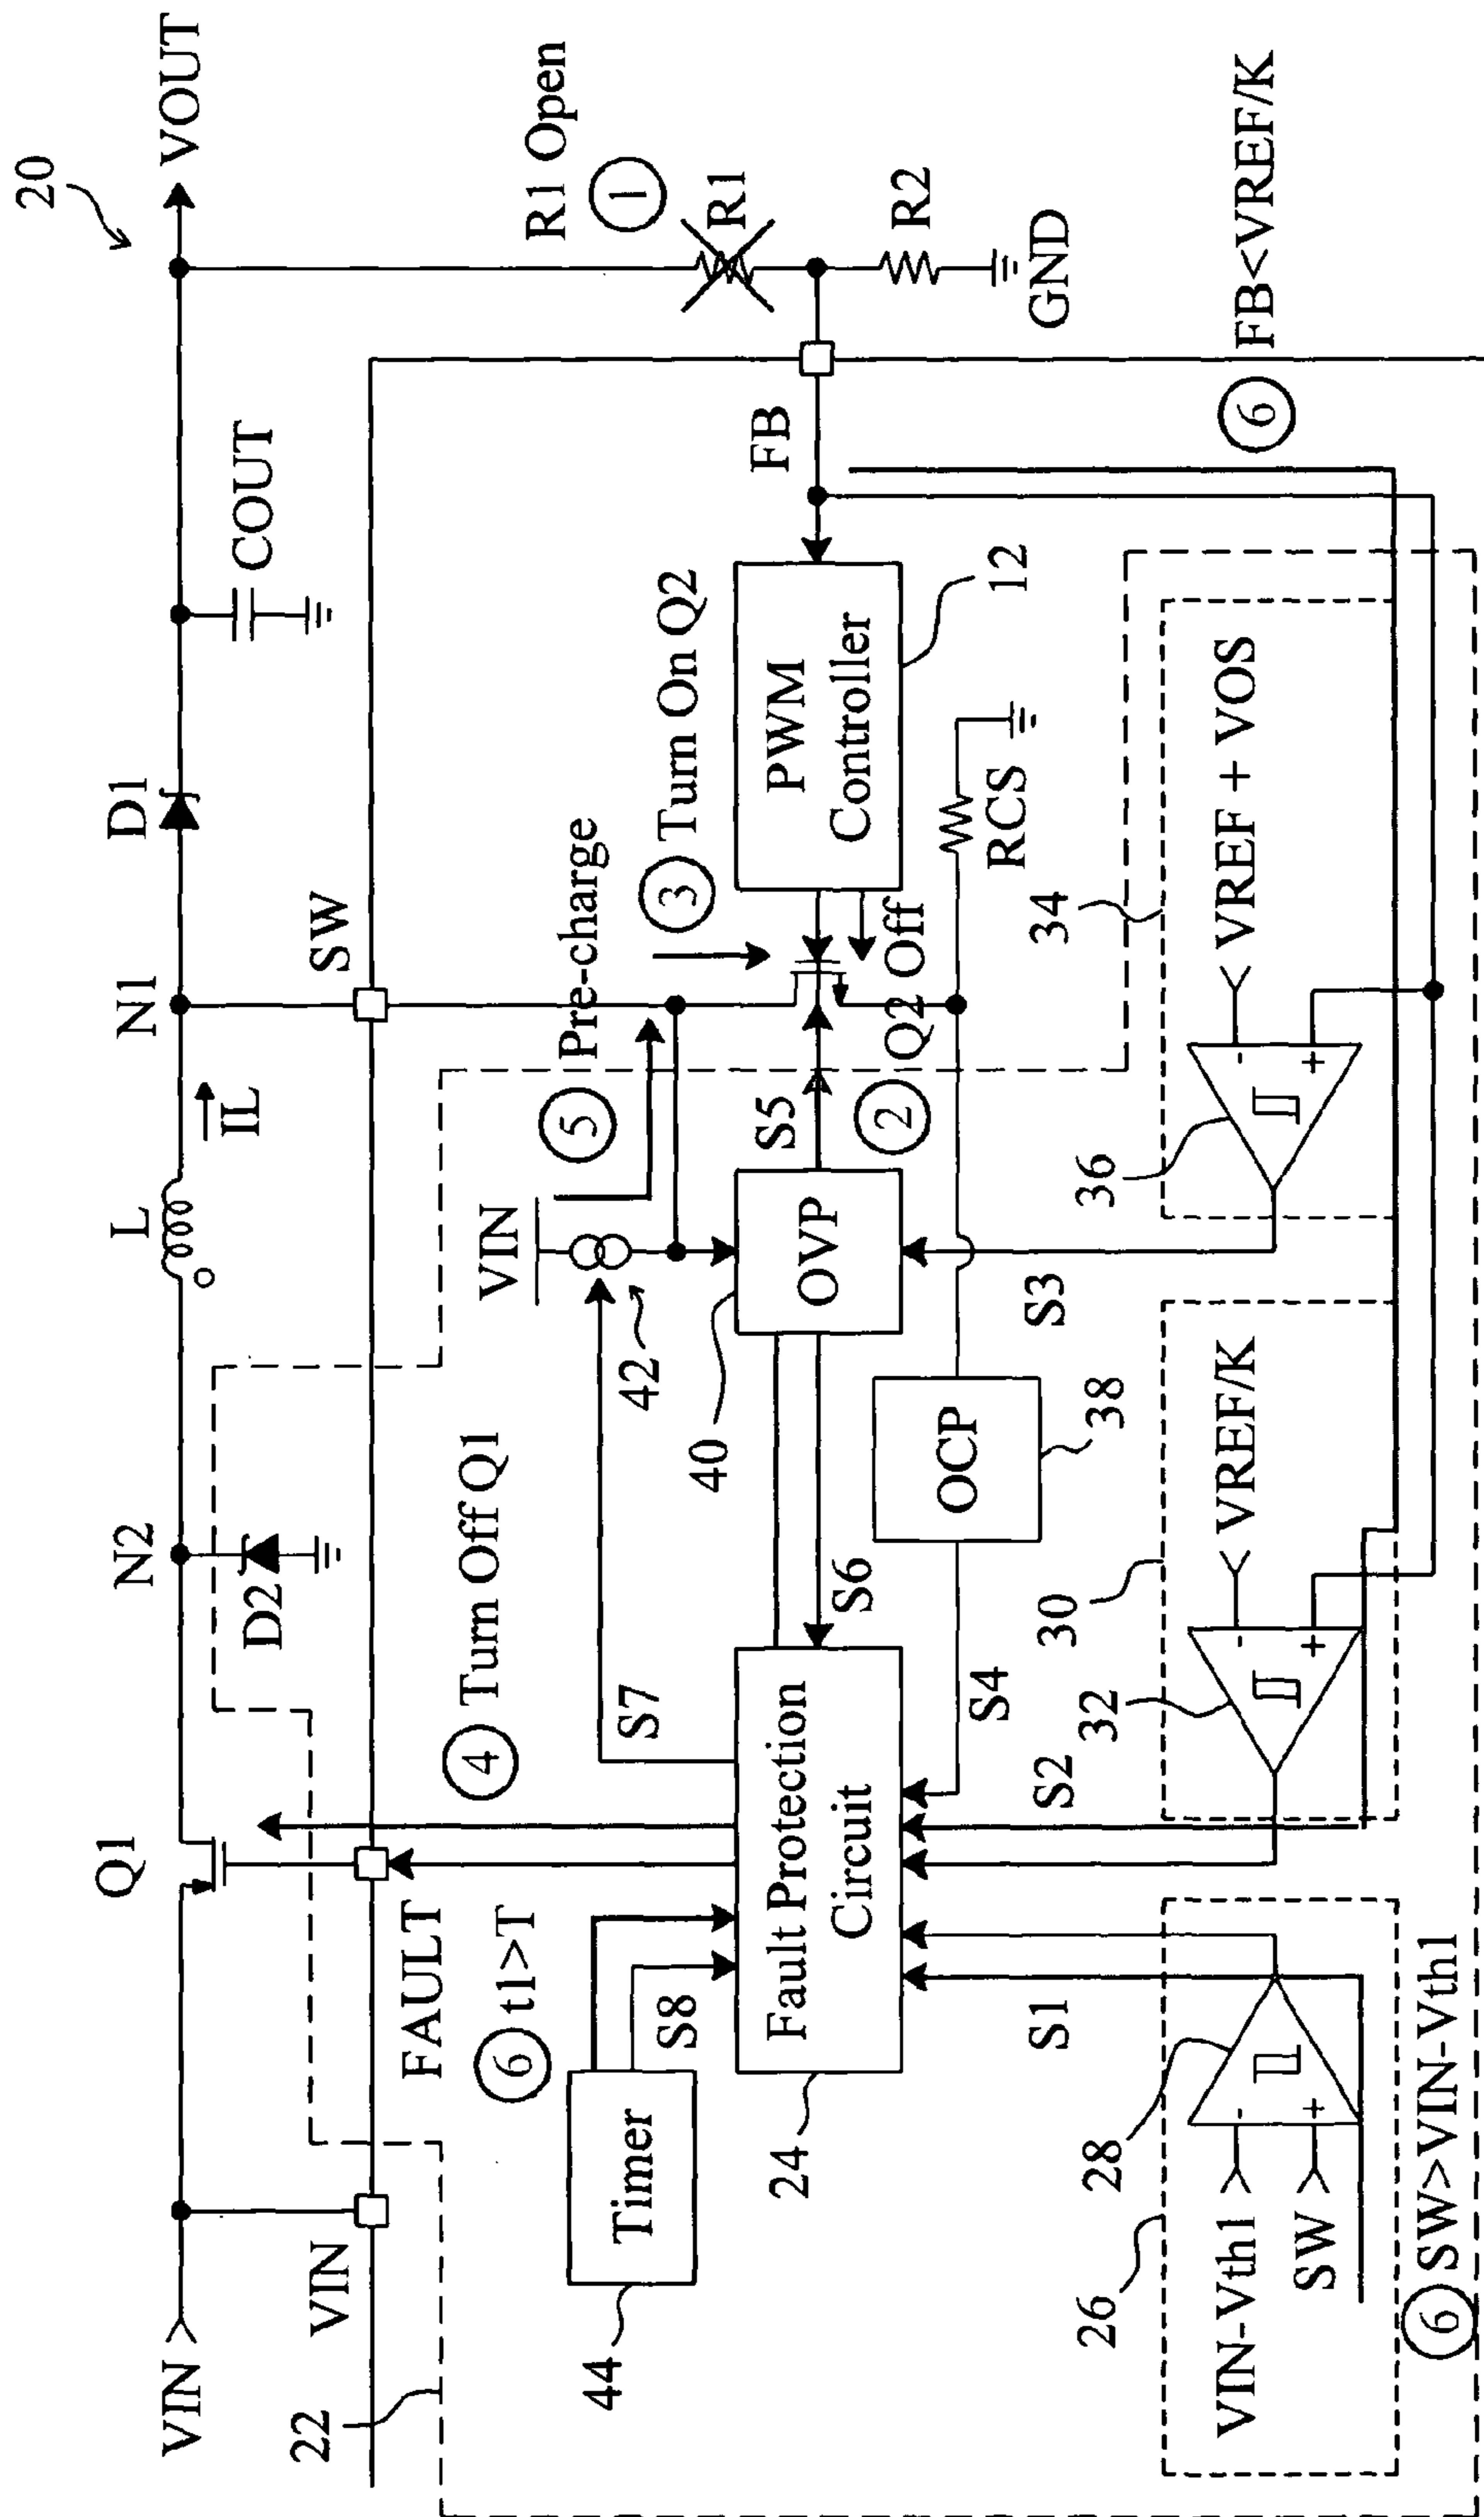 20
VIN
Q1
N2
L
IL
N1
D1
VOUT
COUT
D2
22
VIN
FAULT
SW
R1 Open
1
R1
R2
GND
4 Turn Off Q1
VIN
5 Pre-charge
3 Turn On Q2
FB
44
Timer
6 t1>T
S8
S7
42
24
Fault Protection
Circuit
S6
40
OVP
S5
2 Q2 Off
PWM
Controller
12
S1
S2
S4
OCP
38
S3
RCS
26
28
VIN-Vth1
SW
-
+
30
32
VREF/K
-
+
34
36
VREF + VOS
-
+
6 SW>VIN-Vth1
6 FB<VREF/K